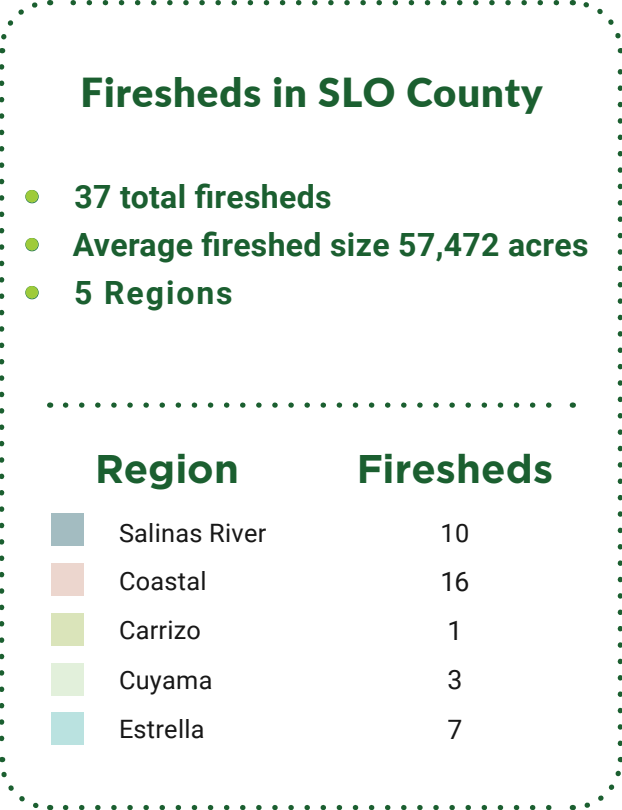 Firesheds in SLO County
37 total firesheds
Average fireshed size 57,472 acres
5 Regions
Region Firesheds
Salinas River 10
Coastal 16
Carrizo 1
Cuyama 3
Estrella 7